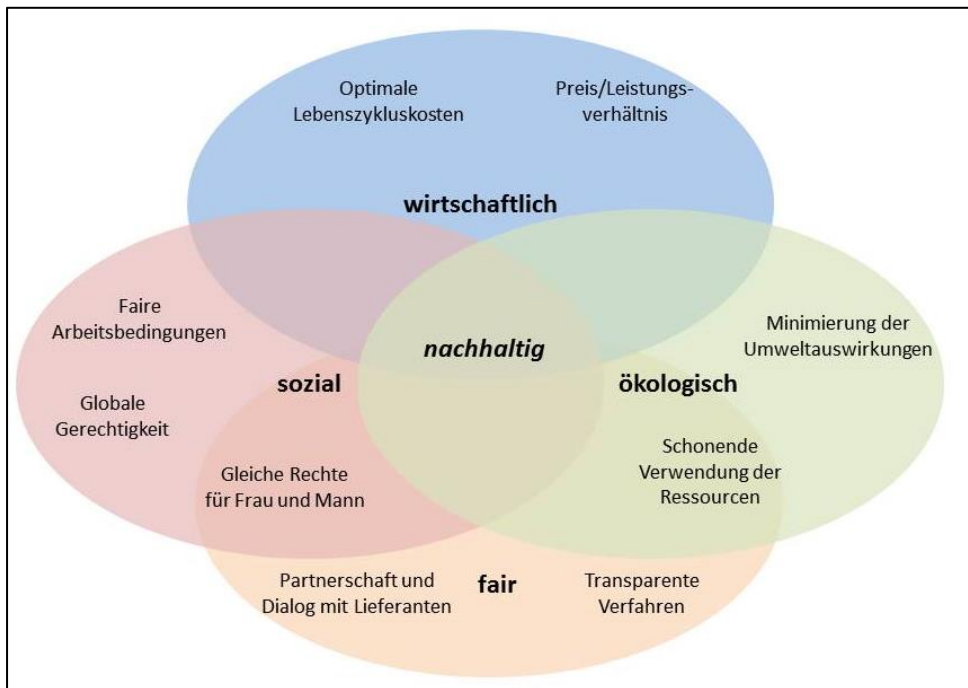 Optimale
Lebenszykluskosten
Preis/Leistungs-
verhältnis
wirtschaftlich
Faire
Arbeitsbedingungen
Minimierung der
Umweltauswirkungen
nachhaltig
sozial
ökologisch
Globale
Gerechtigkeit
Gleiche Rechte
für Frau und Mann
Schonende
Verwendung der
Ressourcen
Partnerschaft und
Dialog mit Lieferanten
fair
Transparente
Verfahren